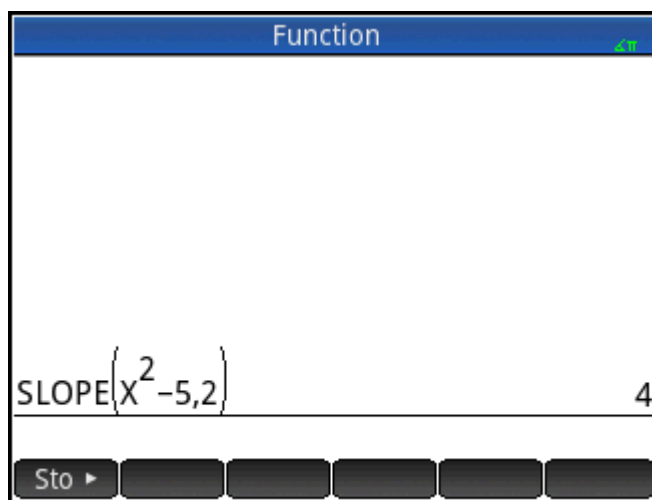 Function
∡π
SLOPE(X²−5,2)
4
Sto ▸